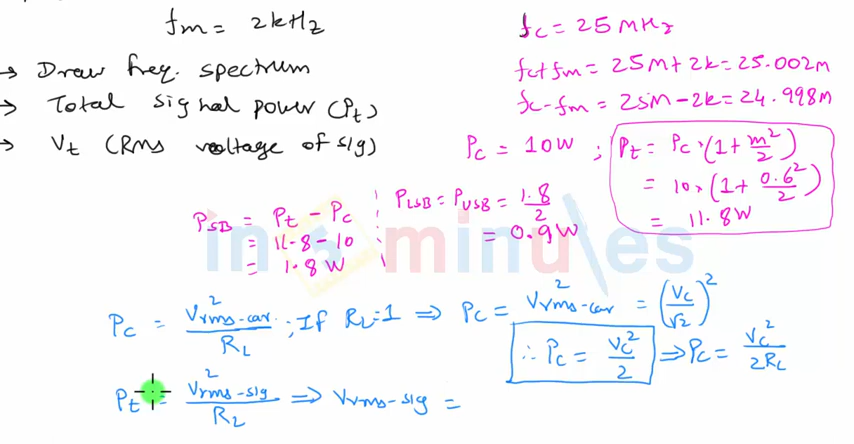 fm = 2kHz
→ Draw freq. spectrum
→ Total signal power (Pt)
→ Vt (Rms voltage of sig)
fc = 25 MHz
fc+fm = 25M+2k = 25.002M
fc-fm = 25M-2k = 24.998M
Pc = 10W ; Pt = Pc × (1 + m²/2)
= 10 × (1 + 0.6²/2)
= 11.8W
PSB = Pt - Pc
= 11.8-10
= 1.8 W
PLSB = PUSB = 1.8/2
= 0.9W
in 5 minutes
Pc = V²rms-car/RL ; If RL=1 ⇒ Pc = V²rms-car = (Vc/√2)²
∴ Pc = Vc²/2 ⇒ Pc = Vc²/2RL
Pt = V²rms-sig/RL ⇒ Vrms-sig =